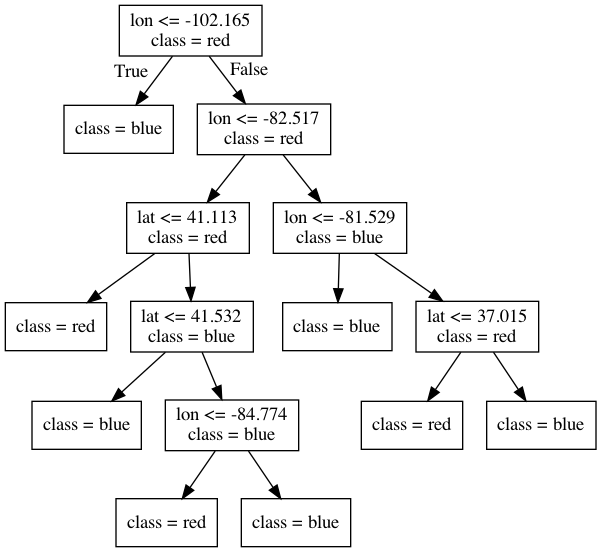 lon <= -102.165
class = red
True
False
class = blue
lon <= -82.517
class = red
lat <= 41.113
class = red
lon <= -81.529
class = blue
class = red
lat <= 41.532
class = blue
class = blue
lat <= 37.015
class = red
class = blue
lon <= -84.774
class = blue
class = red
class = blue
class = red
class = blue